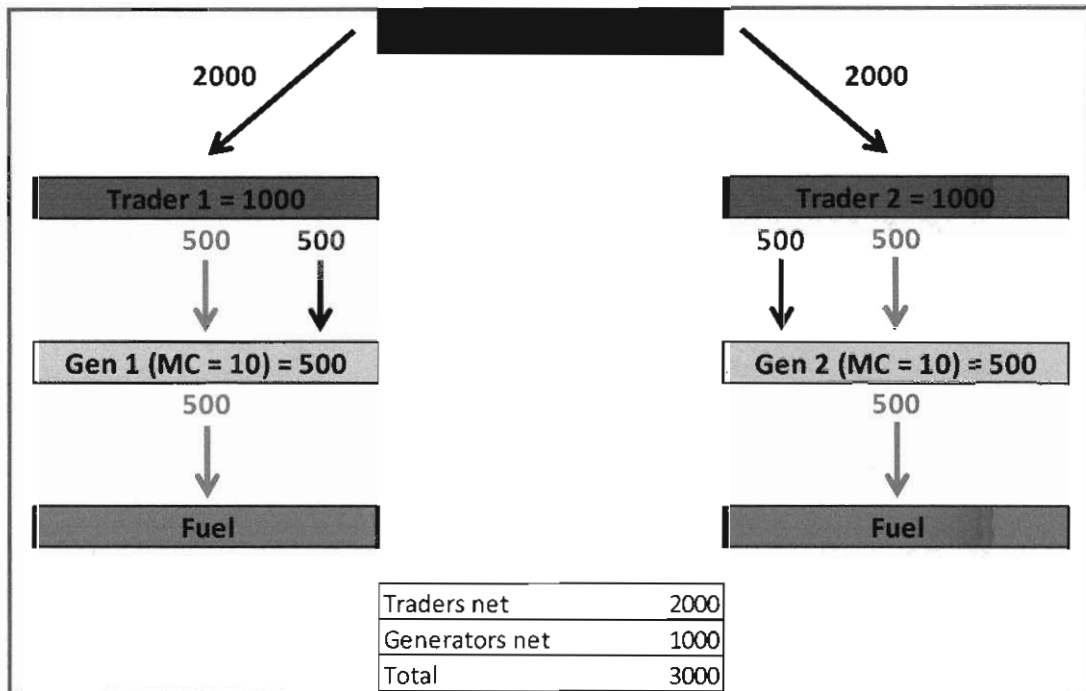 2000 2000
Trader 1 = 1000 Trader 2 = 1000
500 500 500 500
Gen 1 (MC = 10) = 500 Gen 2 (MC = 10) = 500
500 500
Fuel Fuel
Traders net 2000
Generators net 1000
Total 3000